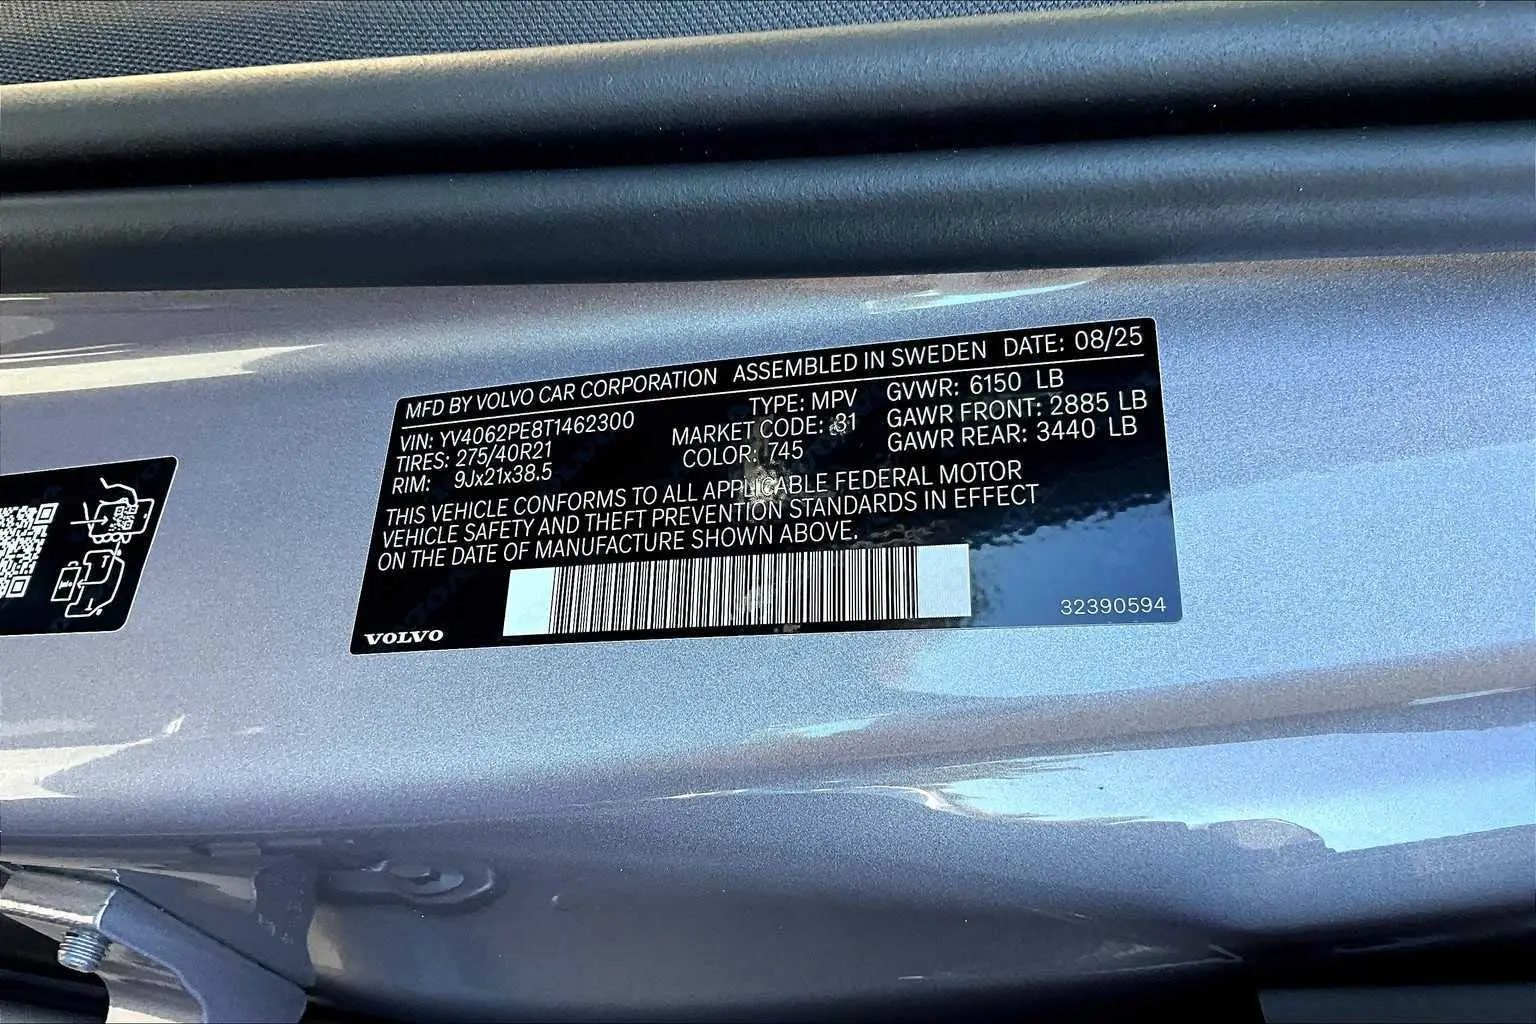 MFD BY VOLVO CAR CORPORATION ASSEMBLED IN SWEDEN DATE: 08/25
VIN: YV4062PE8T1462300 TYPE: MPV GVWR: 6150 LB
TIRES: 275/40R21 MARKET CODE: 31 GAWR FRONT: 2885 LB
RIM: 9Jx21x38.5 COLOR: 745 GAWR REAR: 3440 LB
THIS VEHICLE CONFORMS TO ALL APPLICABLE FEDERAL MOTOR
VEHICLE SAFETY AND THEFT PREVENTION STANDARDS IN EFFECT
ON THE DATE OF MANUFACTURE SHOWN ABOVE.
VOLVO 32390594